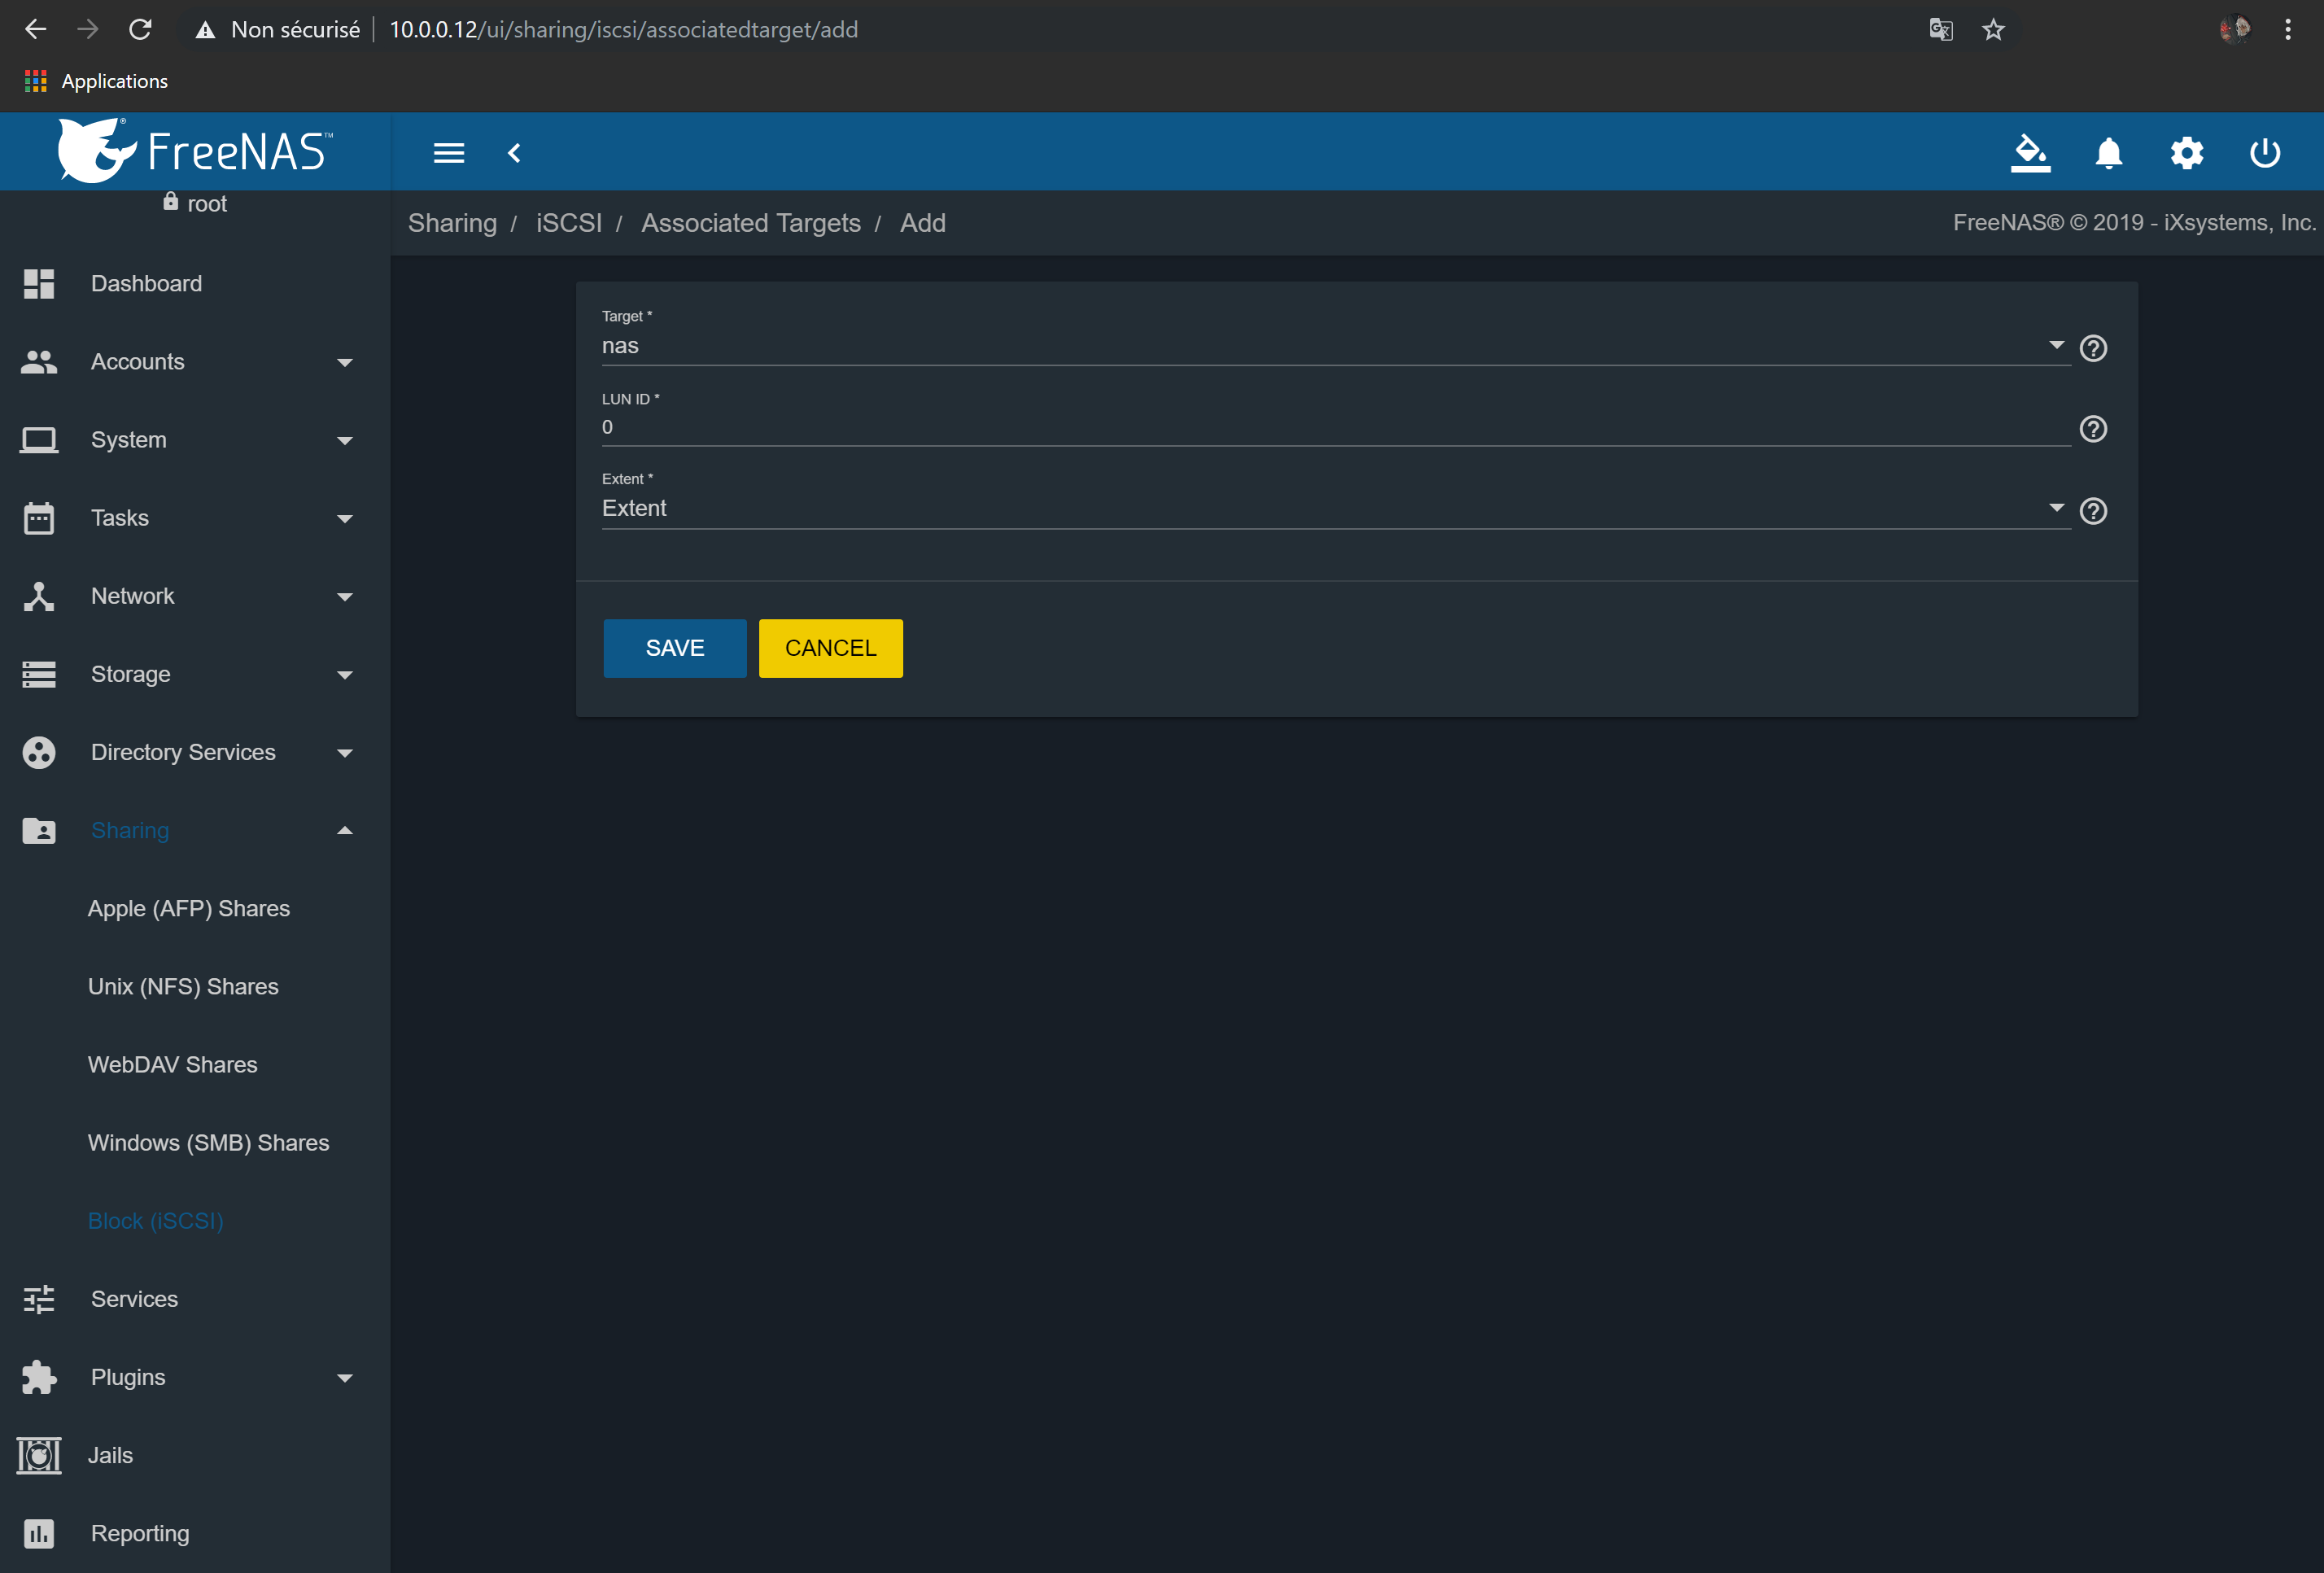 Non sécurisé | 10.0.0.12/ui/sharing/iscsi/associatedtarget/add
Applications
FreeNAS™
root
Sharing / iSCSI / Associated Targets / Add
FreeNAS® © 2019 - iXsystems, Inc.
Dashboard
Accounts
System
Tasks
Network
Storage
Directory Services
Sharing
Apple (AFP) Shares
Unix (NFS) Shares
WebDAV Shares
Windows (SMB) Shares
Block (iSCSI)
Services
Plugins
Jails
Reporting
Target *
nas
LUN ID *
0
Extent *
Extent
SAVE
CANCEL